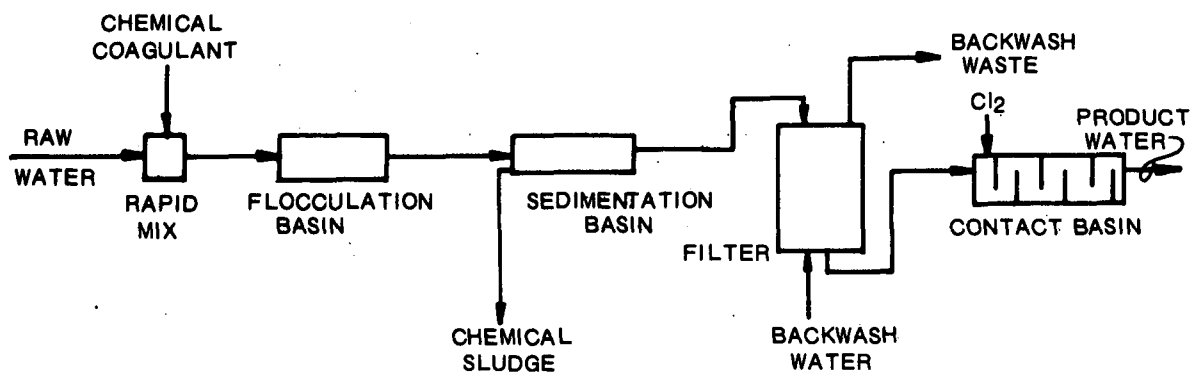 CHEMICAL
COAGULANT
RAW
WATER
RAPID
MIX
FLOCCULATION
BASIN
SEDIMENTATION
BASIN
CHEMICAL
SLUDGE
FILTER
BACKWASH
WATER
BACKWASH
WASTE
Cl2
PRODUCT
WATER
CONTACT BASIN